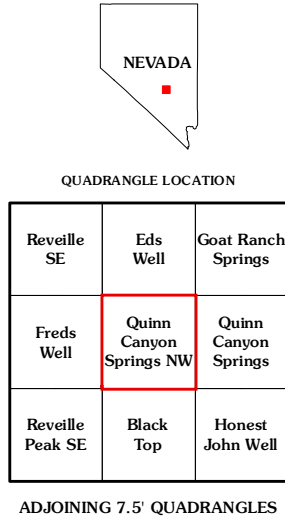 NEVADA
QUADRANGLE LOCATION
Reveille
SE
Eds
Well
Goat Ranch
Springs
Freds
Well
Quinn
Canyon
Springs NW
Quinn
Canyon
Springs
Reveille
Peak SE
Black
Top
Honest
John Well
ADJOINING 7.5' QUADRANGLES